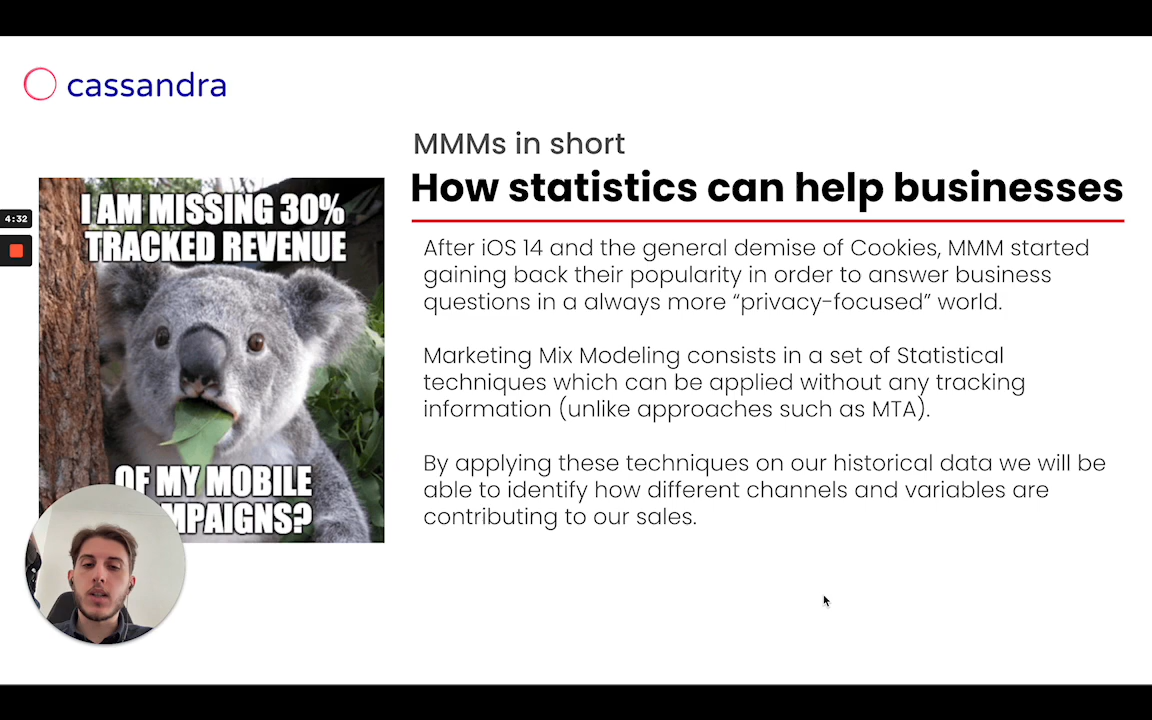 cassandra
MMMs in short
How statistics can help businesses
I AM MISSING 30%
TRACKED REVENUE
OF MY MOBILE
MPAIGNS?
4:32
After iOS 14 and the general demise of Cookies, MMM started
gaining back their popularity in order to answer business
questions in a always more “privacy-focused” world.
Marketing Mix Modeling consists in a set of Statistical
techniques which can be applied without any tracking
information (unlike approaches such as MTA).
By applying these techniques on our historical data we will be
able to identify how different channels and variables are
contributing to our sales.